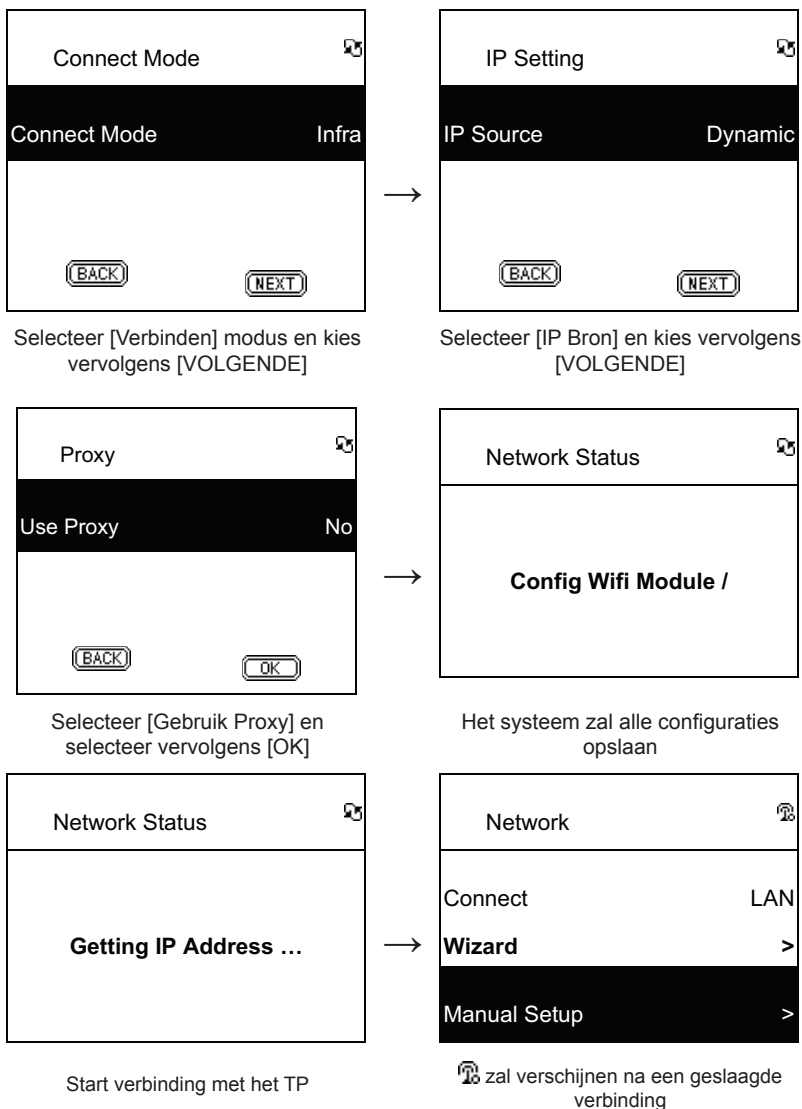 Connect Mode
Connect Mode Infra
BACK NEXT
Selecteer [Verbinden] modus en kies
vervolgens [VOLGENDE]
→
IP Setting
IP Source Dynamic
BACK NEXT
Selecteer [IP Bron] en kies vervolgens
[VOLGENDE]
Proxy
Use Proxy No
BACK OK
Selecteer [Gebruik Proxy] en
selecteer vervolgens [OK]
→
Network Status
Config Wifi Module /
Het systeem zal alle configuraties
opslaan
Network Status
Getting IP Address …
Start verbinding met het TP
→
Network
Connect LAN
Wizard >
Manual Setup >
zal verschijnen na een geslaagde
verbinding